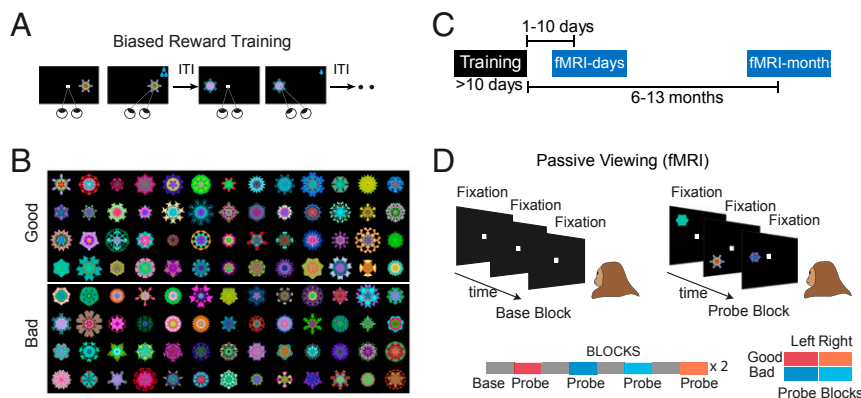 A
Biased Reward Training
ITI
ITI
B
Good
Bad
C
1-10 days
Training
fMRI-days
fMRI-months
>10 days
6-13 months
D
Passive Viewing (fMRI)
Fixation
Fixation
Fixation
time
Base Block
Fixation
Fixation
Fixation
time
Probe Block
BLOCKS
x 2
Base Probe Probe Probe Probe
Left Right
Good
Bad
Probe Blocks